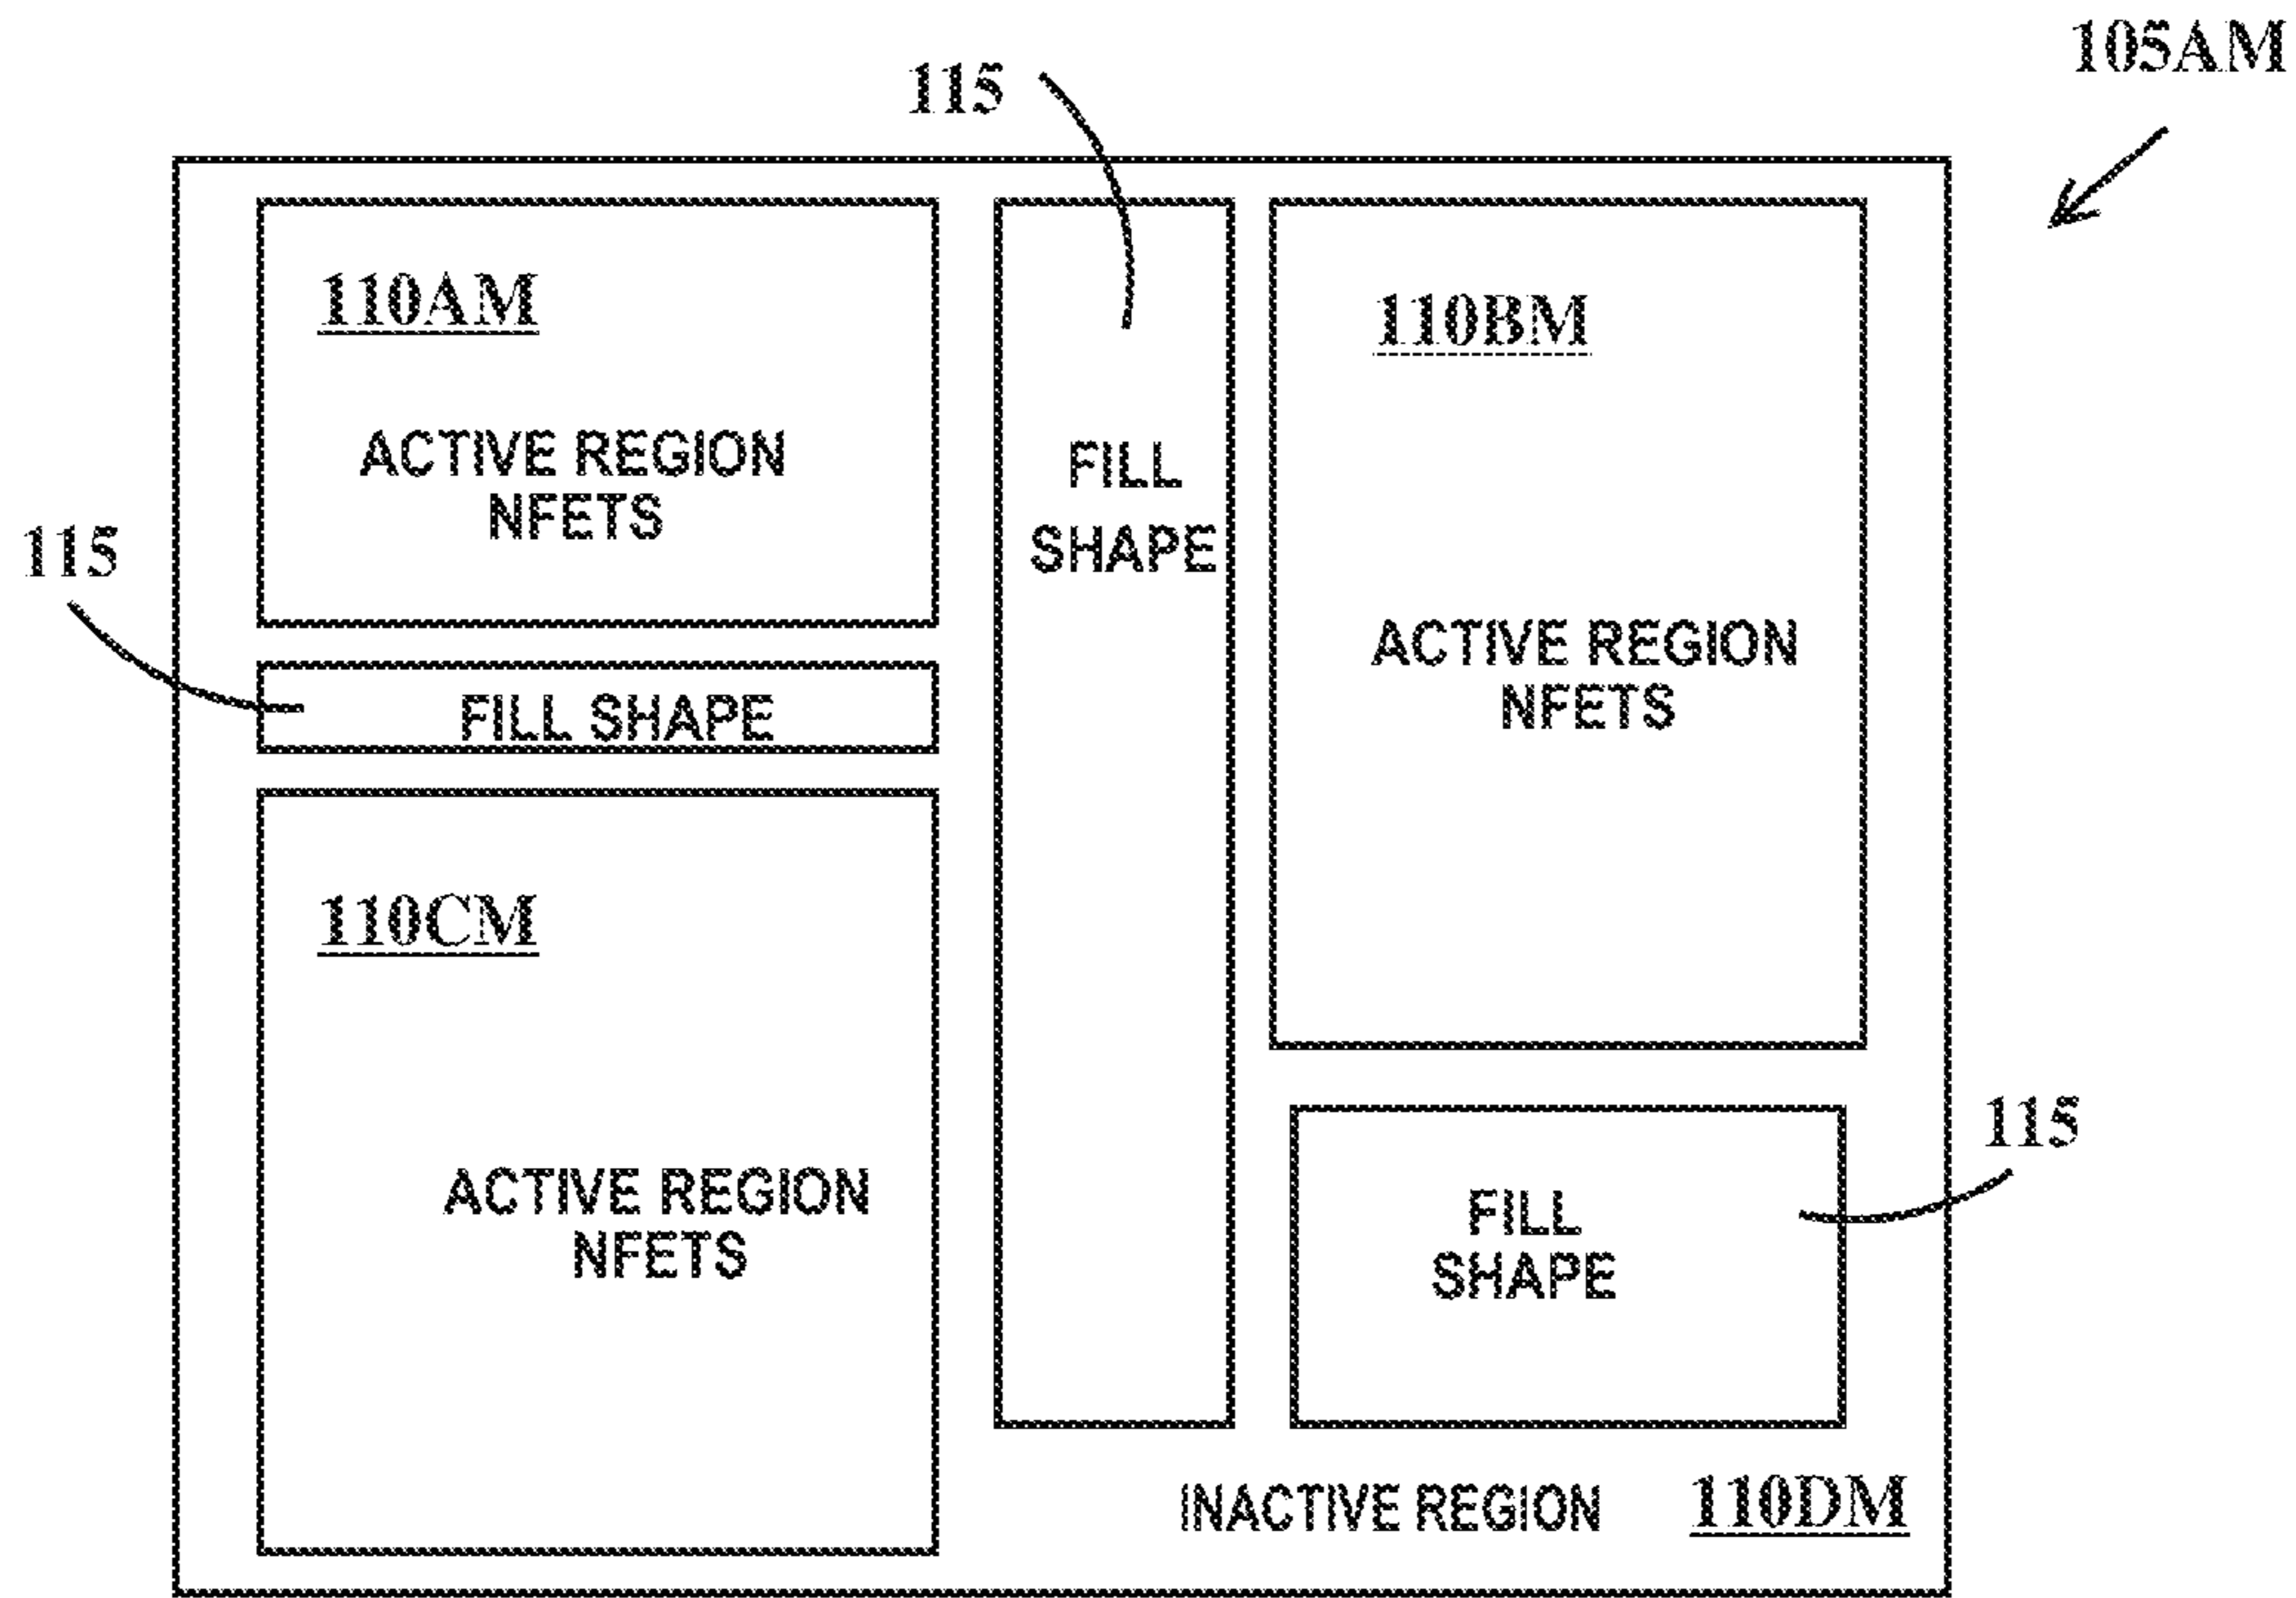 105AM
115
110AM
ACTIVE REGION
NFETS
FILL
SHAPE
110BM
ACTIVE REGION
NFETS
115
FILL SHAPE
110CM
ACTIVE REGION
NFETS
115
FILL
SHAPE
INACTIVE REGION 110DM